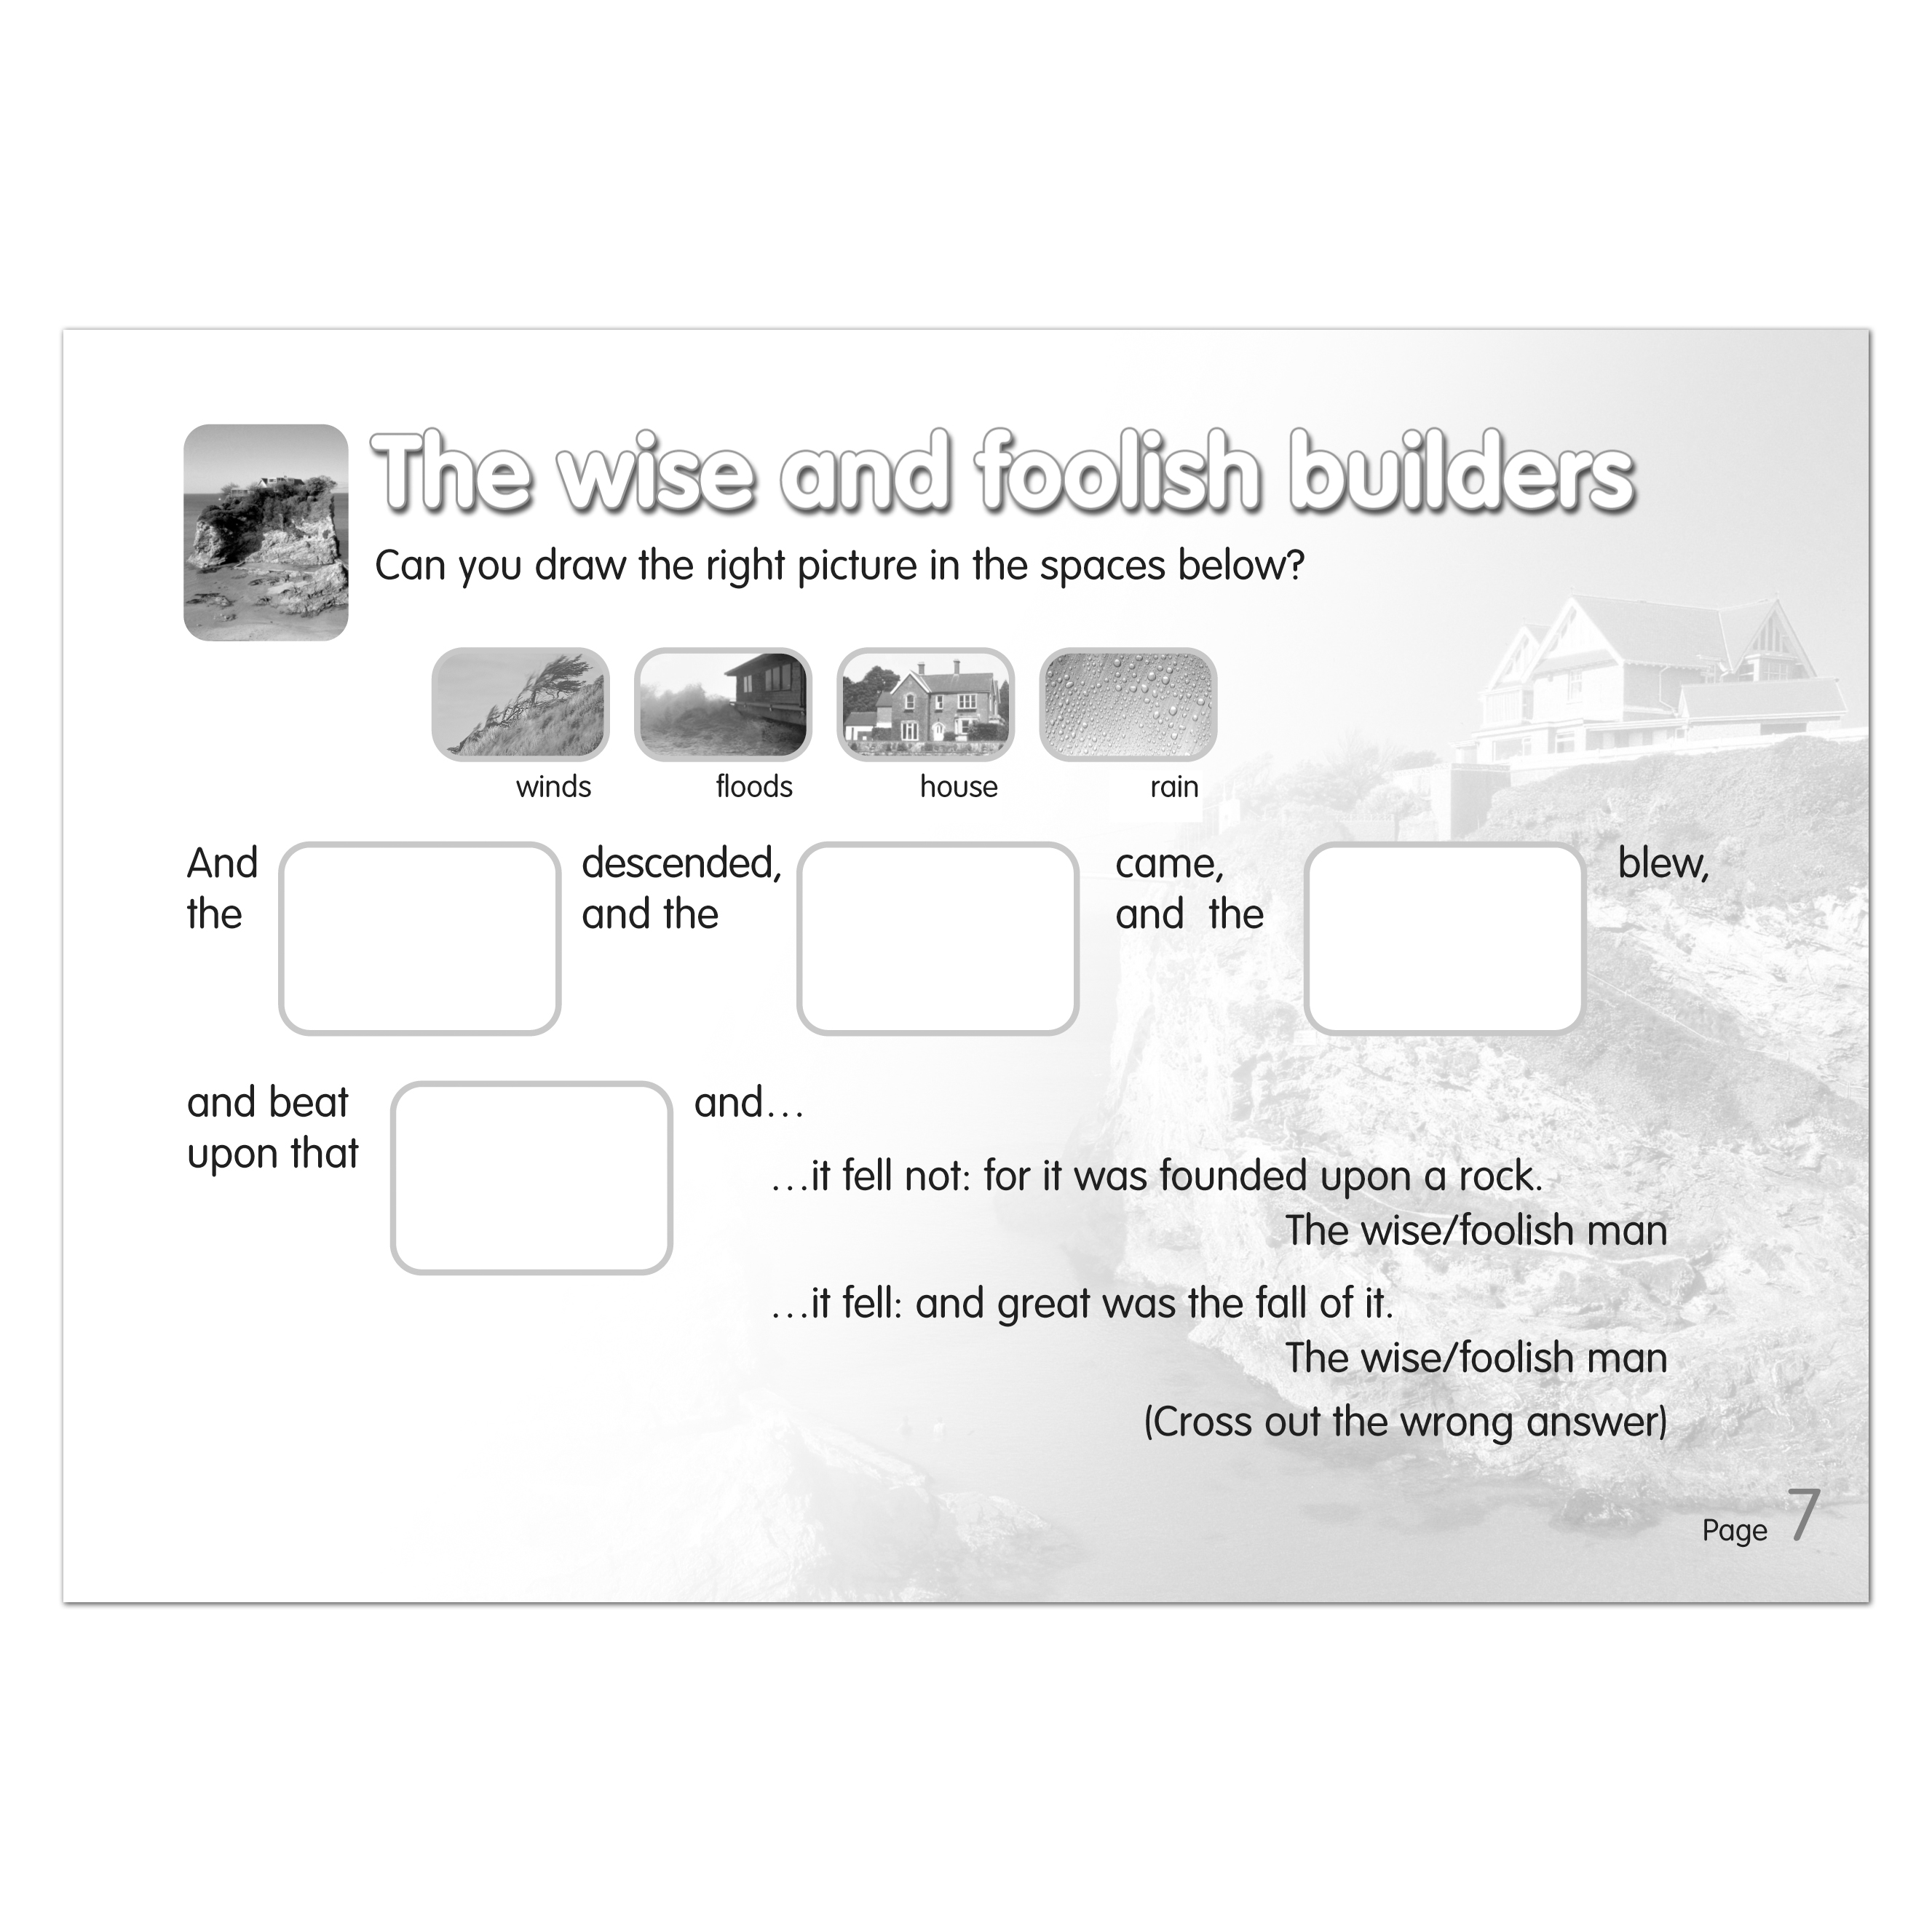 The wise and foolish builders
Can you draw the right picture in the spaces below?
winds floods house rain
And descended, came, blew,
the and the and the
and beat and…
upon that
…it fell not: for it was founded upon a rock.
The wise/foolish man
…it fell: and great was the fall of it.
The wise/foolish man
(Cross out the wrong answer)
Page 7